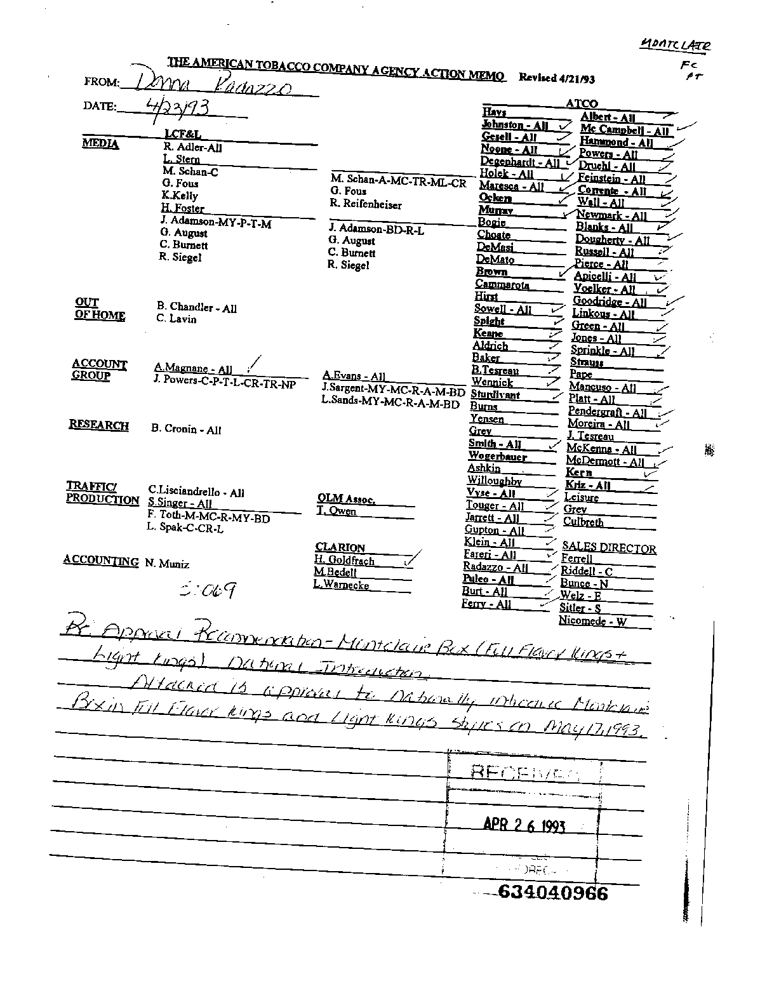 MONTCLAIR
FC
PT
THE AMERICAN TOBACCO COMPANY AGENCY ACTION MEMO Revised 4/21/93
FROM: Donna Radazzo
DATE: 4/23/93
MEDIA
LCF&L
R. Adler-All
L. Stern
M. Schan-C
G. Fous
K.Kelly
H. Foster
J. Adamson-MY-P-T-M
G. August
C. Burnett
R. Siegel
M. Schan-A-MC-TR-ML-CR
G. Fous
R. Reifenheiser
J. Adamson-BD-R-L
G. August
C. Burnett
R. Siegel
OUT
OF HOME
B. Chandler - All
C. Lavin
ACCOUNT
GROUP
A.Magnane - All ✓
J. Powers-C-P-T-L-CR-TR-NP
A.Evans - All
J.Sargent-MY-MC-R-A-M-BD
L.Sands-MY-MC-R-A-M-BD
RESEARCH
B. Cronin - All
TRAFFIC/
PRODUCTION
C.Lisciandrello - All
S.Singer - All
F. Toth-M-MC-R-MY-BD
L. Spak-C-CR-L
OLM Assoc.
T. Owen
CLARION
H. Goldfrach ✓
M.Bedell
L.Warnecke
ACCOUNTING N. Muniz
ATCO
Hays
Johnston - All ✓
Gesell - All ✓
Noone - All ✓
Degenhardt - All ✓
Holek - All ✓
Maresca - All ✓
Ocken
Murray ✓
Bogie
Choate
DeMasi
DeMato
Brown ✓
Cammarota
Hirst
Sowell - All ✓
Spight ✓
Keane ✓
Aldrich ✓
Baker ✓
B.Tesreau ✓
Wennick ✓
Sturdivant ✓
Burns
Yensen
Grey
Smith - All ✓
Wogerbauer
Ashkin
Willoughby
Vyse - All ✓
Touger - All ✓
Jarrett - All ✓
Gupton - All ✓
Klein - All ✓
Fareri - All ✓
Radazzo - All ✓
Puleo - All ✓
Burt - All ✓
Ferry - All ✓
Albert - All ✓
Mc Campbell - All ✓
Hammond - All ✓
Powers - All ✓
Druehl - All ✓
Feinstein - All ✓
Corrente - All ✓
Wall - All ✓
Newmark - All ✓
Blanks - All ✓
Dougherty - All ✓
Russell - All ✓
Pierce - All
Apicelli - All ✓
Voelker - All ✓
Goodridge - All ✓
Linkous - All ✓
Green - All ✓
Jones - All ✓
Sprinkle - All ✓
Strauss
Pape
Mancuso - All ✓
Platt - All ✓
Pendergraft - All ✓
Moreira - All ✓
J. Tesreau
McKenna - All ✓
McDermott - All ✓
Kern ✓
Kriz - All ✓
Leisure
Grey
Culbreth
SALES DIRECTOR
Ferrell
Riddell - C
Bunce - N
Welz - E
Sitler - S
Nicomede - W
Re: Approval Recommendation - Montclair Box (Full Flavor Kings +
Light Kings) National Introduction.
Attached is approval to nationally introduce Montclair
Box in Full Flavor Kings and Light Kings styles on May 17, 1993.
RECEIVED
APR 26 1993
634040966